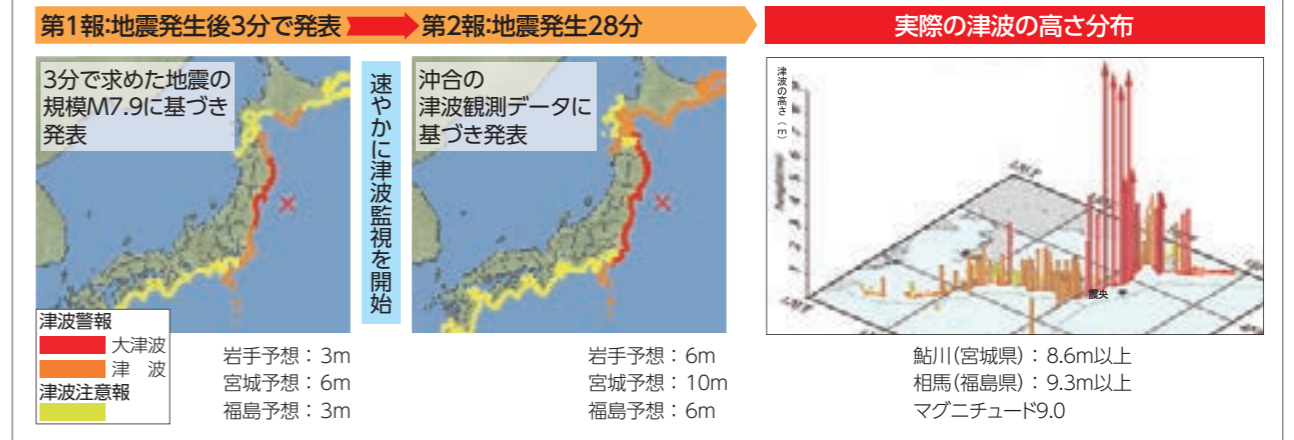 第1報:地震発生後3分で発表
第2報:地震発生28分
実際の津波の高さ分布
3分で求めた地震の
規模M7.9に基づき
発表
速やかに津波監視を開始
沖合の
津波観測データに
基づき発表
津波の高さ(m)
震央
津波警報
大津波
津　波
津波注意報
岩手予想：3m
宮城予想：6m
福島予想：3m
岩手予想：6m
宮城予想：10m
福島予想：6m
鮎川(宮城県)：8.6m以上
相馬(福島県)：9.3m以上
マグニチュード9.0